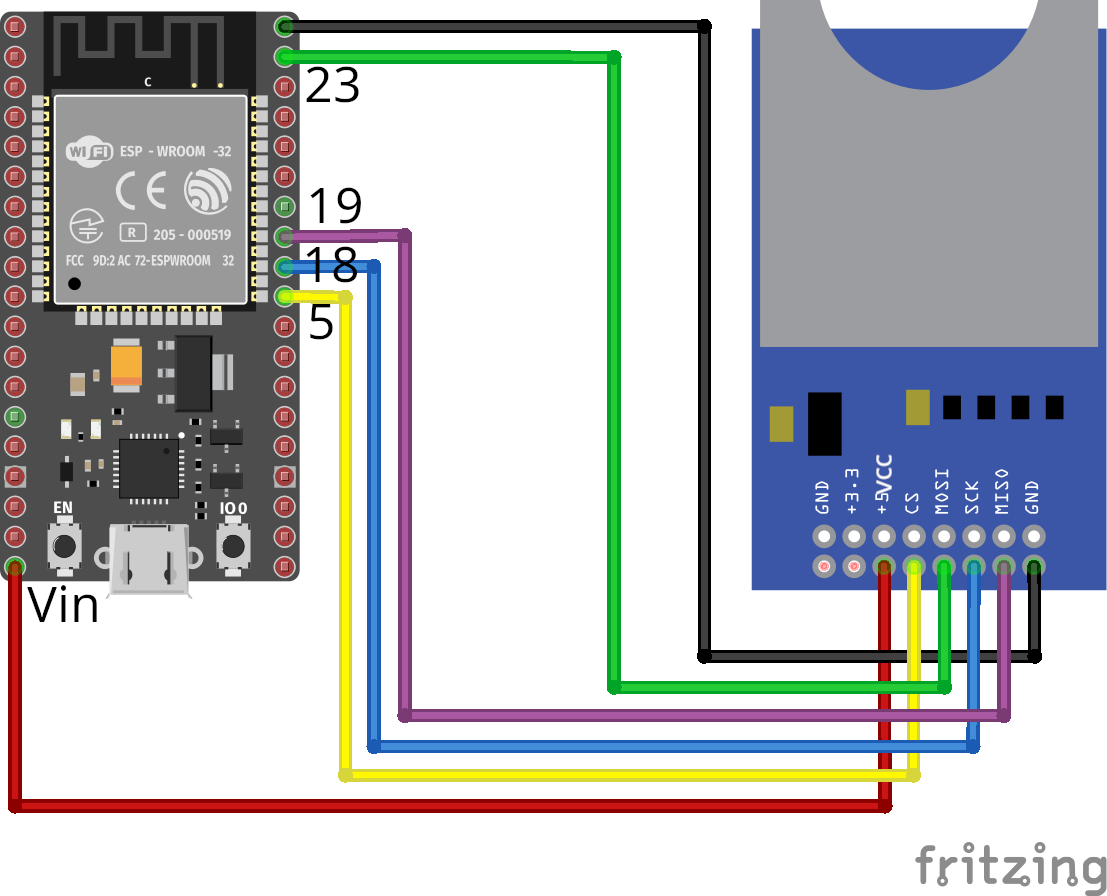 C
23
WiFi ESP - WROOM -32
CE
R 205 - 000519
FCC 9D:2 AC 72-ESPWROOM 32
19
18
5
EN
IO0
Vin
GND
+3.3
+5
VCC
CS
MOSI
SCK
MISO
GND
fritzing